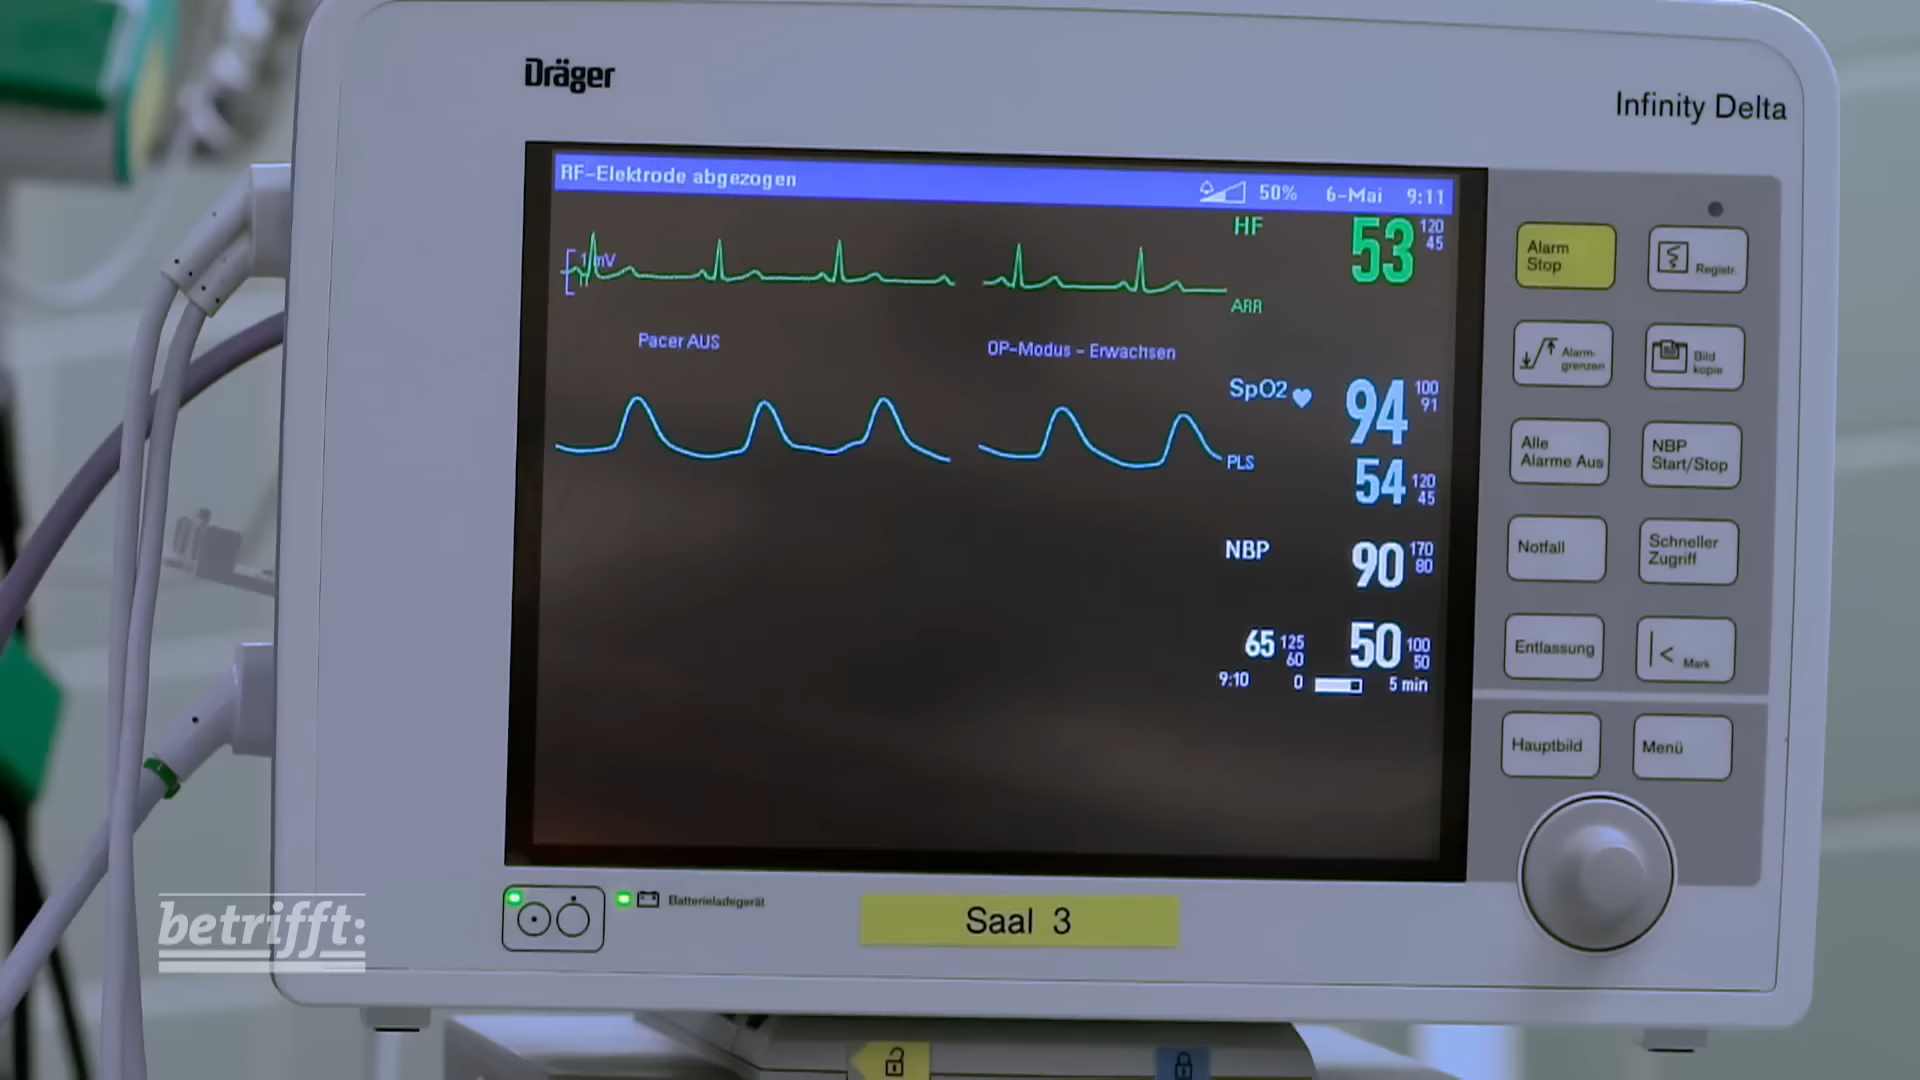 Dräger
Infinity Delta
RF-Elektrode abgezogen
50% 6-Mai 9:11
1 mV
HF 53 120 45
ARR
Pacer AUS
OP-Modus - Erwachsen
SpO2 94 100 91
PLS 54 120 45
NBP 90 170 80
65 125 60 50 100 50
9:10 0 5 min
Alarm Stop
Registr.
Alarm-grenzen
Bild kopie
Alle Alarme Aus
NBP Start/Stop
Notfall
Schneller Zugriff
Entlassung
Mark
Hauptbild
Menü
Batterieladegerät
Saal 3
betrifft: